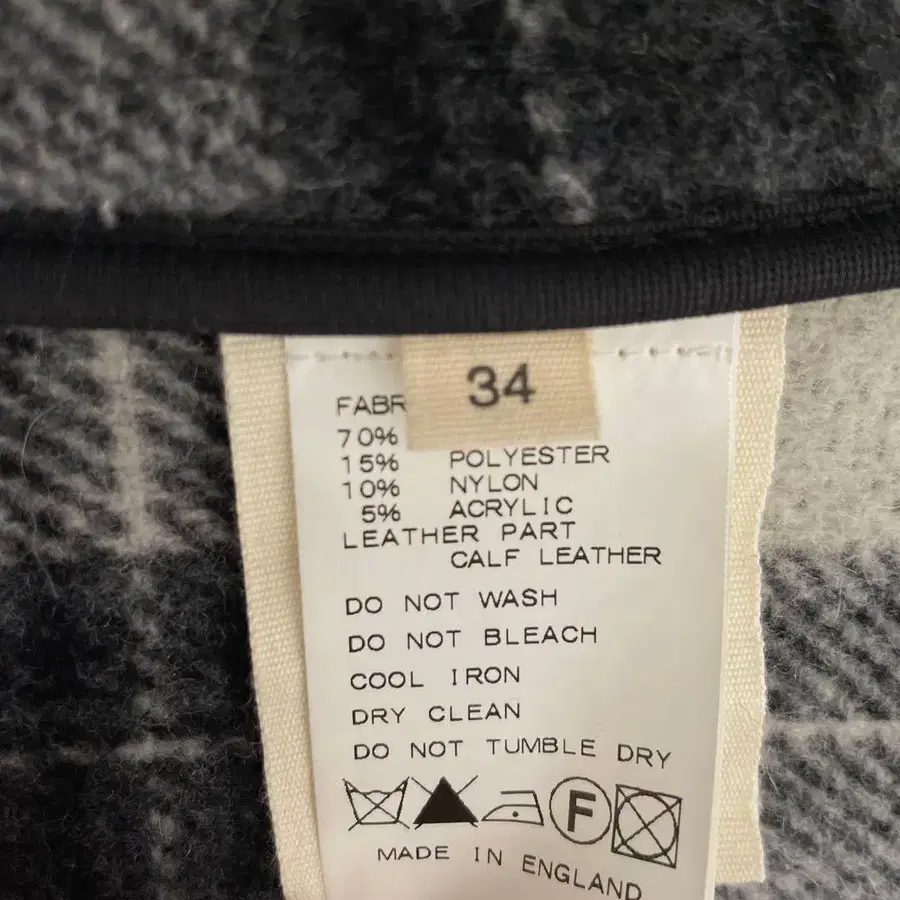 34
FABR
70%
15% POLYESTER
10% NYLON
5% ACRYLIC
LEATHER PART
CALF LEATHER
DO NOT WASH
DO NOT BLEACH
COOL IRON
DRY CLEAN
DO NOT TUMBLE DRY
F
MADE IN ENGLAND